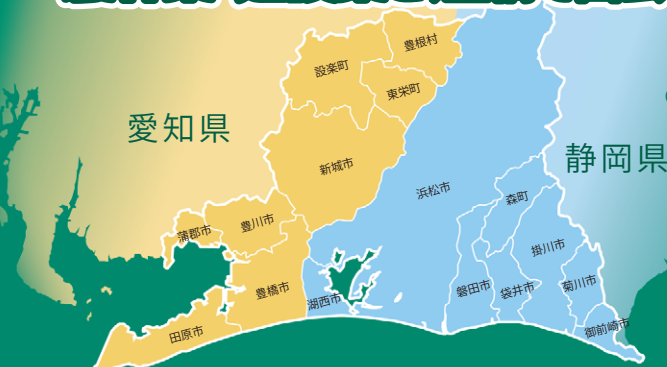 豊根村
設楽町
東栄町
愛知県
静岡県
新城市
浜松市
森町
豊川市
蒲郡市
掛川市
豊橋市
湖西市
磐田市
袋井市
菊川市
田原市
御前崎市